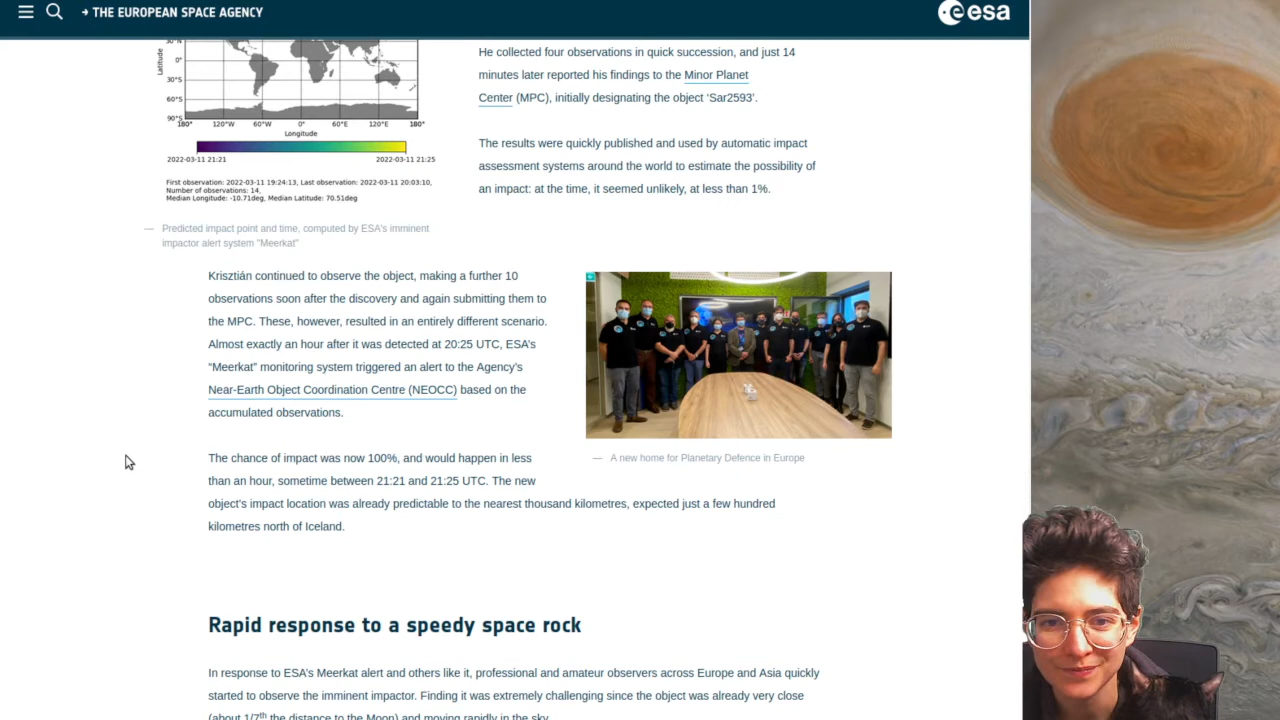 → THE EUROPEAN SPACE AGENCY
esa
Latitude
30°N
0°
30°S
60°S
90°S
180° 120°W 60°W 0° 60°E 120°E 180°
Longitude
2022-03-11 21:21 2022-03-11 21:25
First observation: 2022-03-11 19:24:13, Last observation: 2022-03-11 20:03:10,
Number of observations: 14,
Median Longitude: -10.71deg, Median Latitude: 70.51deg
— Predicted impact point and time, computed by ESA's imminent
impactor alert system "Meerkat"
He collected four observations in quick succession, and just 14
minutes later reported his findings to the Minor Planet
Center (MPC), initially designating the object ‘Sar2593’.
The results were quickly published and used by automatic impact
assessment systems around the world to estimate the possibility of
an impact: at the time, it seemed unlikely, at less than 1%.
Krisztián continued to observe the object, making a further 10
observations soon after the discovery and again submitting them to
the MPC. These, however, resulted in an entirely different scenario.
Almost exactly an hour after it was detected at 20:25 UTC, ESA’s
“Meerkat” monitoring system triggered an alert to the Agency’s
Near-Earth Object Coordination Centre (NEOCC) based on the
accumulated observations.
— A new home for Planetary Defence in Europe
The chance of impact was now 100%, and would happen in less
than an hour, sometime between 21:21 and 21:25 UTC. The new
object’s impact location was already predictable to the nearest thousand kilometres, expected just a few hundred
kilometres north of Iceland.
Rapid response to a speedy space rock
In response to ESA’s Meerkat alert and others like it, professional and amateur observers across Europe and Asia quickly
started to observe the imminent impactor. Finding it was extremely challenging since the object was already very close
(about 1/7th the distance to the Moon) and moving rapidly in the sky.